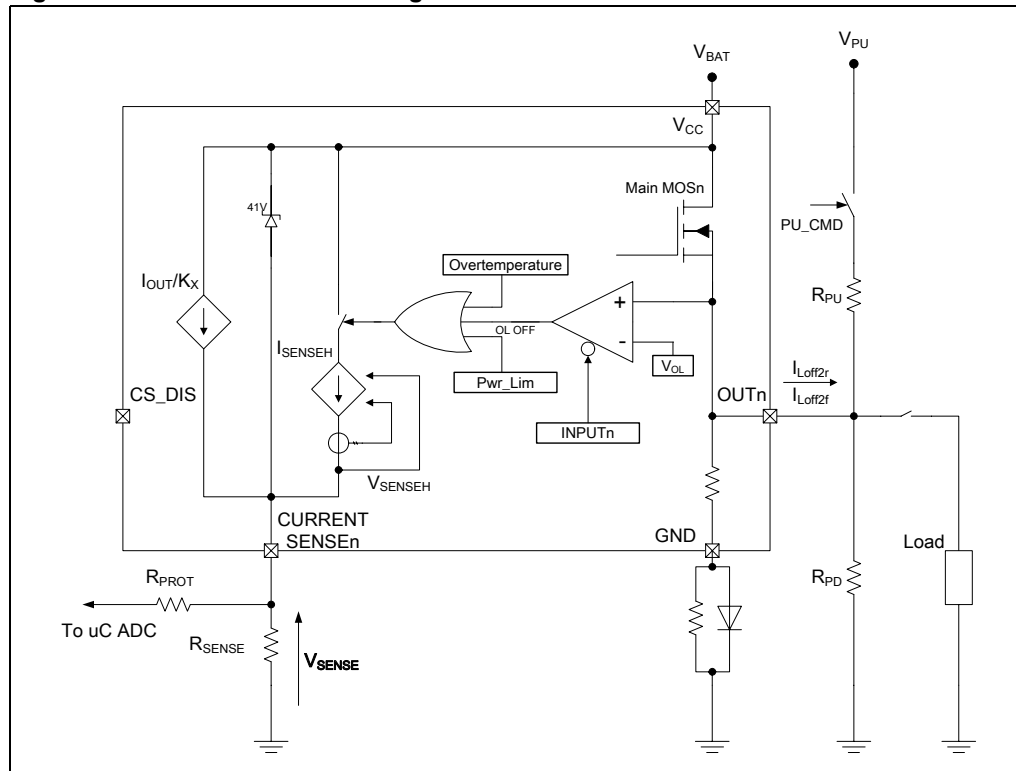 V_PU
V_BAT
V_CC
Main MOSn
41V
PU_CMD
Overtemperature
I_OUT/K_X
R_PU
+
OL OFF
-
I_SENSEH
V_OL
I_Loff2r
CS_DIS
Pwr_Lim
OUTn
I_Loff2f
INPUTn
V_SENSEH
CURRENT
SENSEn
GND
Load
R_PROT
R_PD
To uC ADC
R_SENSE
V_SENSE